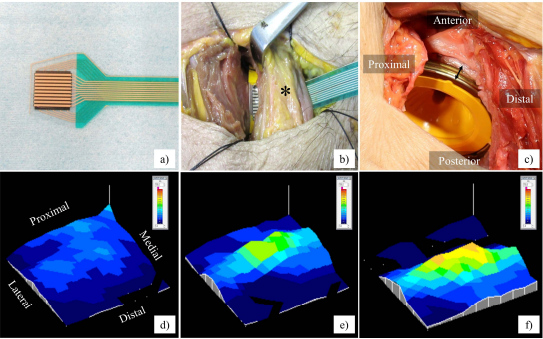 Anterior
Proximal
Distal
Posterior
a)
b)
*
c)
Proximal
Medial
Lateral
Distal
d)
e)
f)